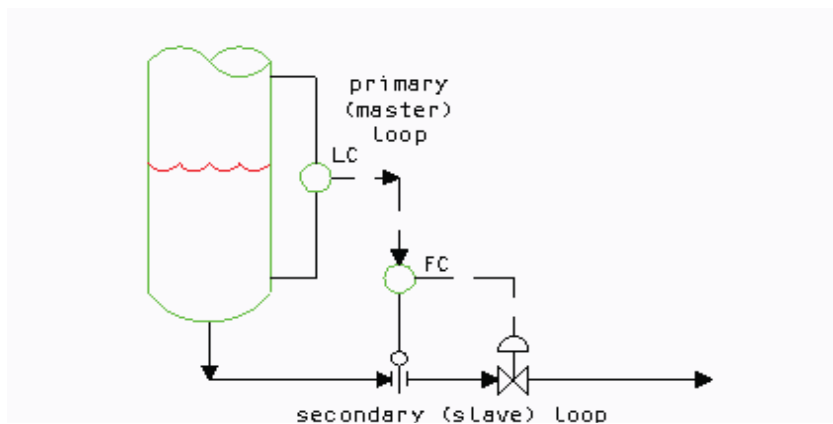 primary
(master)
loop
LC
FC
secondary (slave) loop